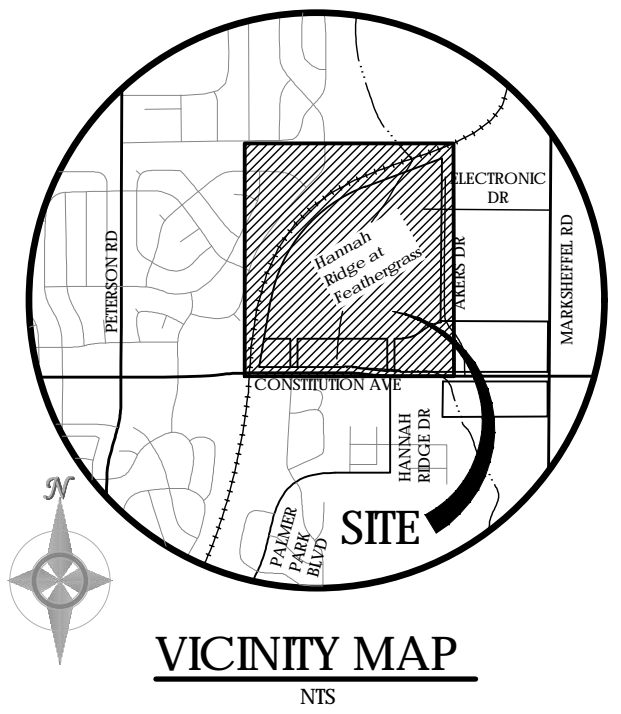 ELECTRONIC
DR
Hannah
Ridge at
Feathergrass
PETERSON RD
AKERS DR
MARKSHEFFEL RD
CONSTITUTION AVE
HANNAH
RIDGE DR
N
SITE
PALMER
PARK
BLVD
VICINITY MAP
NTS